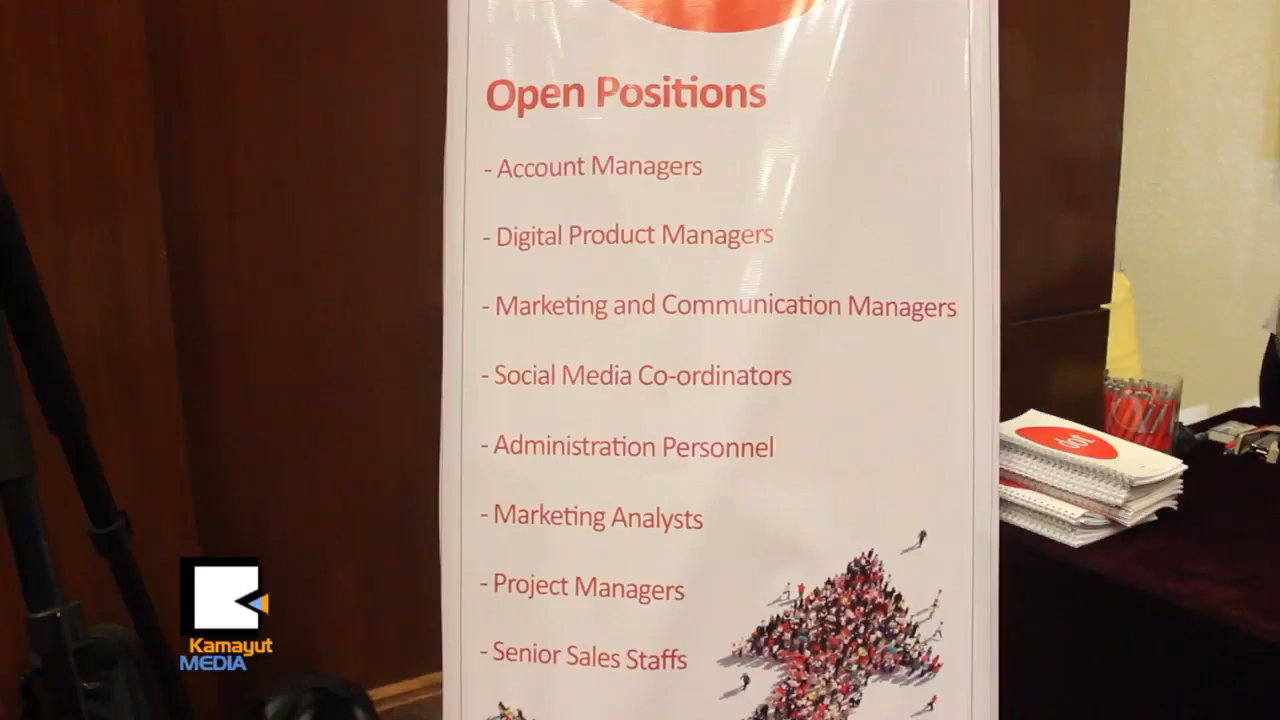 Open Positions
- Account Managers
- Digital Product Managers
- Marketing and Communication Managers
- Social Media Co-ordinators
- Administration Personnel
- Marketing Analysts
- Project Managers
- Senior Sales Staffs
dot
Kamayut
MEDIA